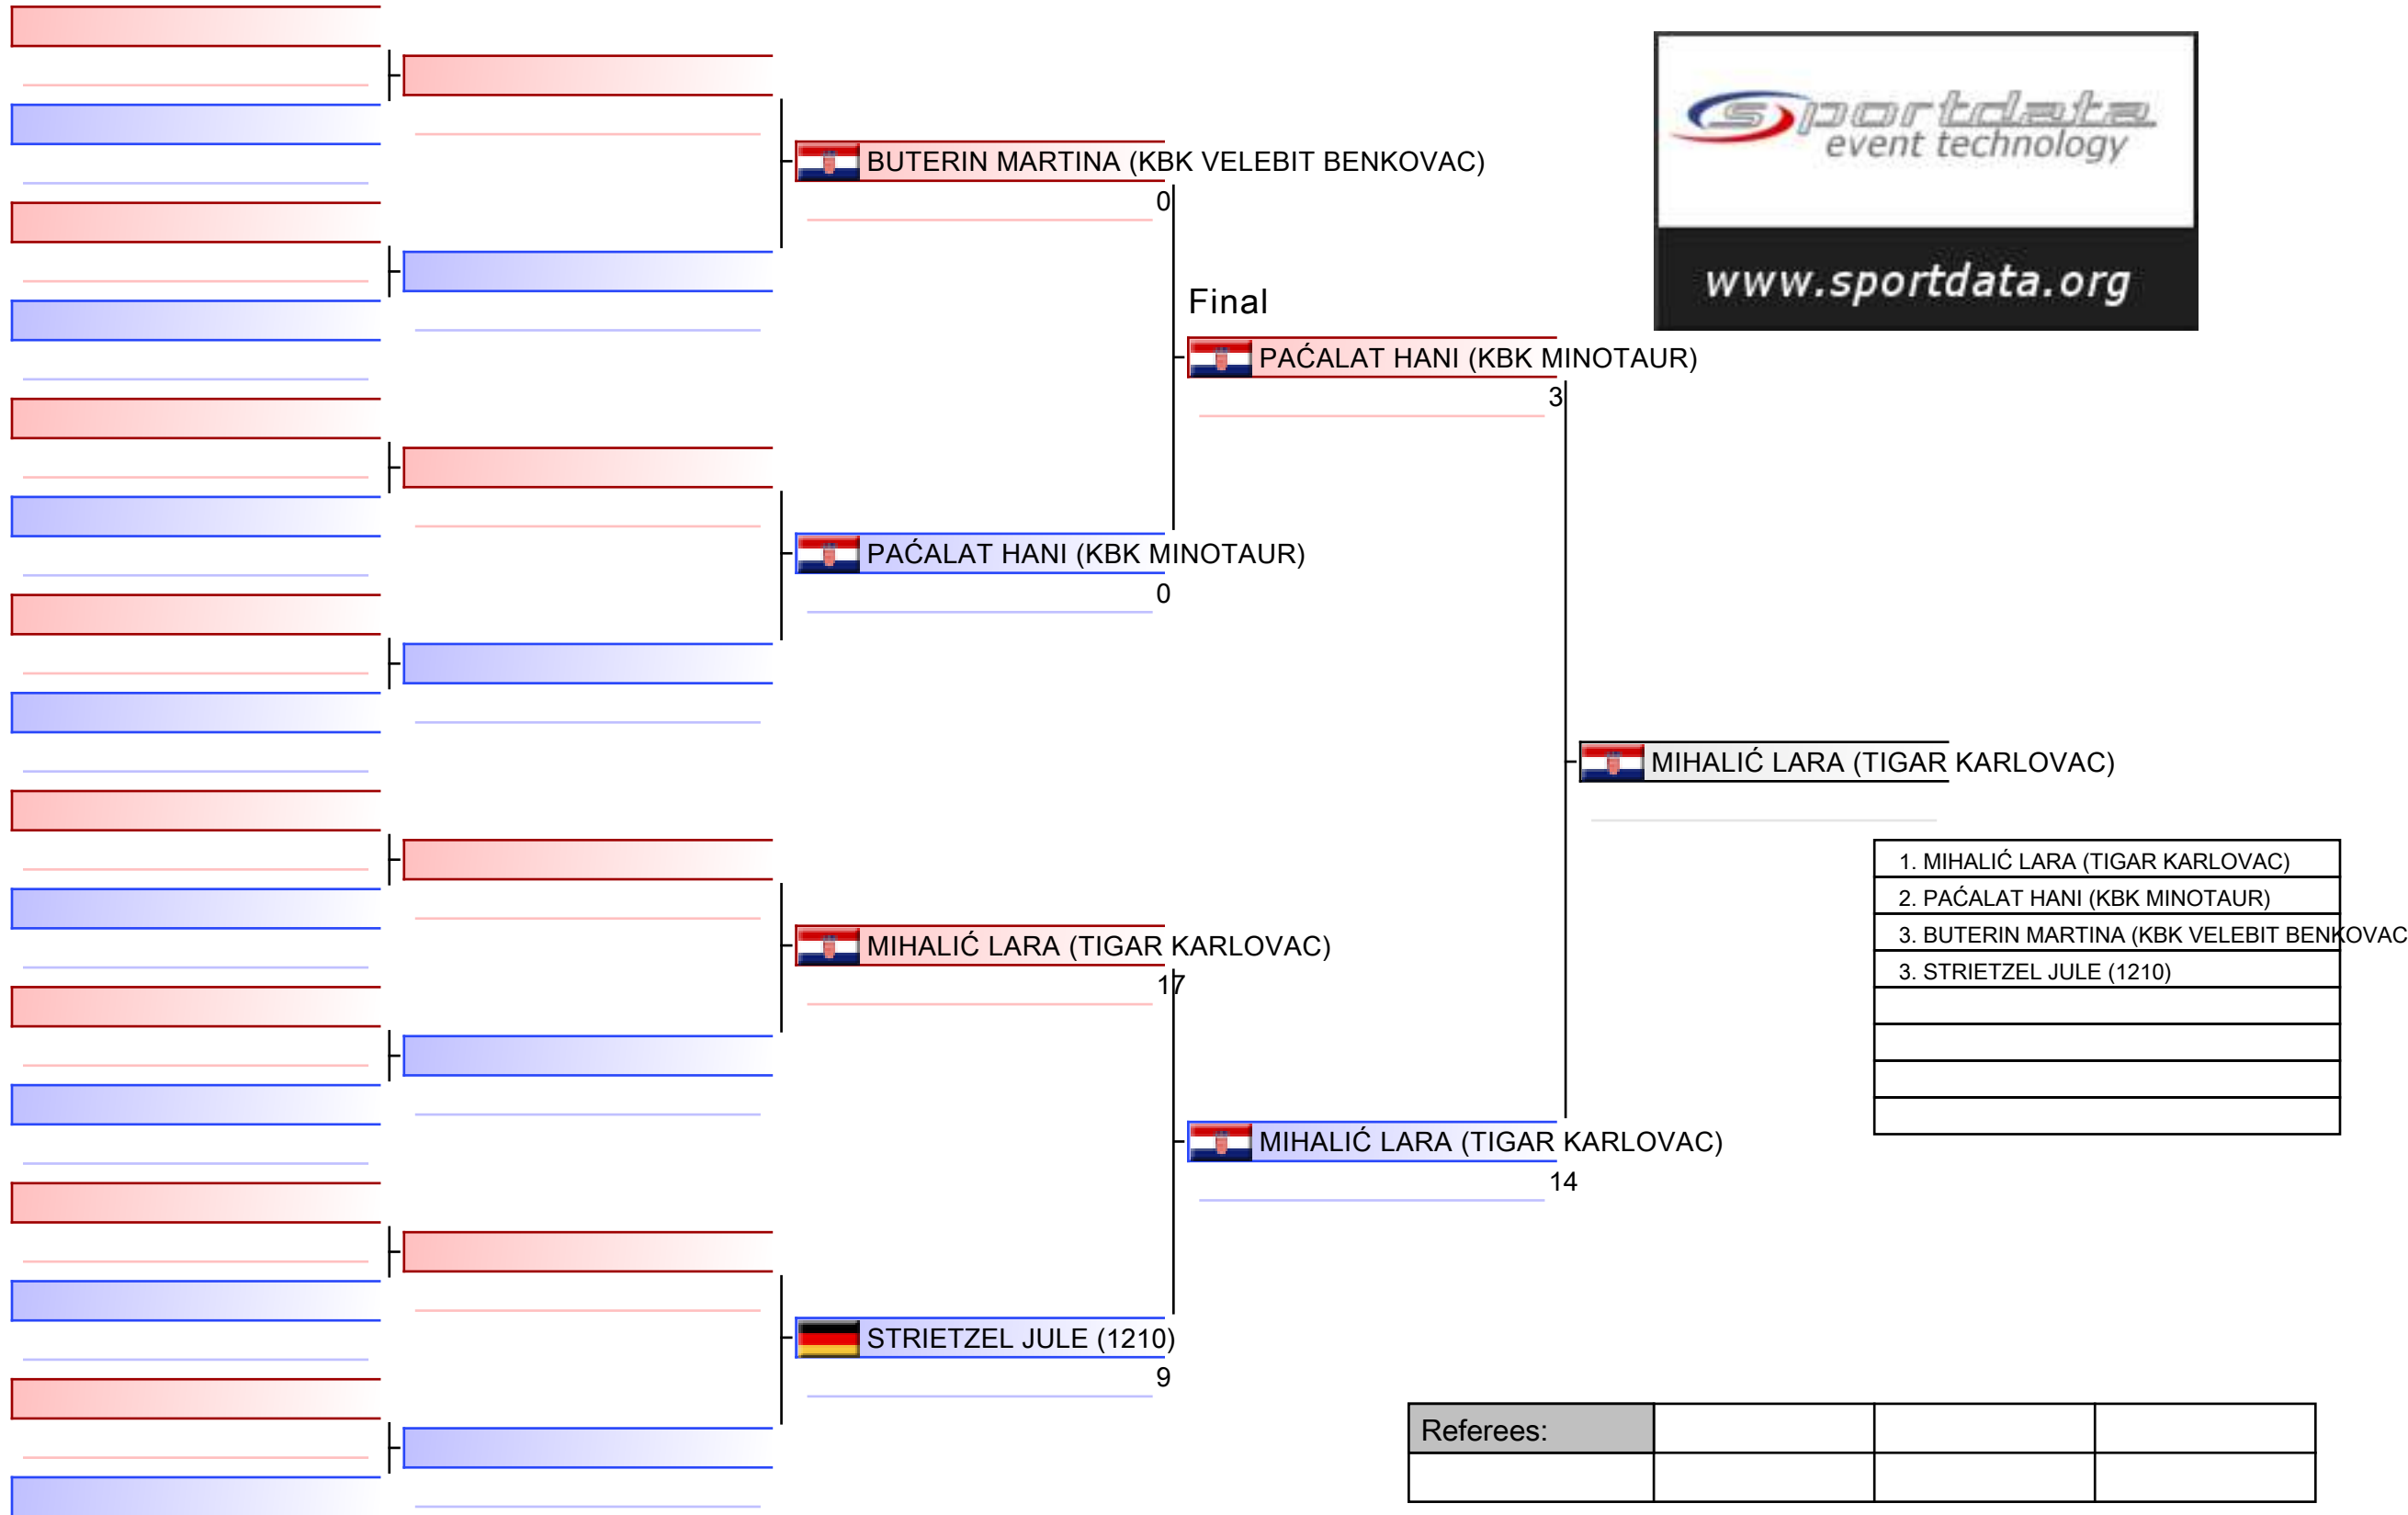 sportdata
event technology
www.sportdata.org
BUTERIN MARTINA (KBK VELEBIT BENKOVAC)
0
Final
PAĆALAT HANI (KBK MINOTAUR)
3
PAĆALAT HANI (KBK MINOTAUR)
0
MIHALIĆ LARA (TIGAR KARLOVAC)
1. MIHALIĆ LARA (TIGAR KARLOVAC)
2. PAĆALAT HANI (KBK MINOTAUR)
3. BUTERIN MARTINA (KBK VELEBIT BENKOVAC
3. STRIETZEL JULE (1210)
MIHALIĆ LARA (TIGAR KARLOVAC)
17
MIHALIĆ LARA (TIGAR KARLOVAC)
14
STRIETZEL JULE (1210)
9
Referees: